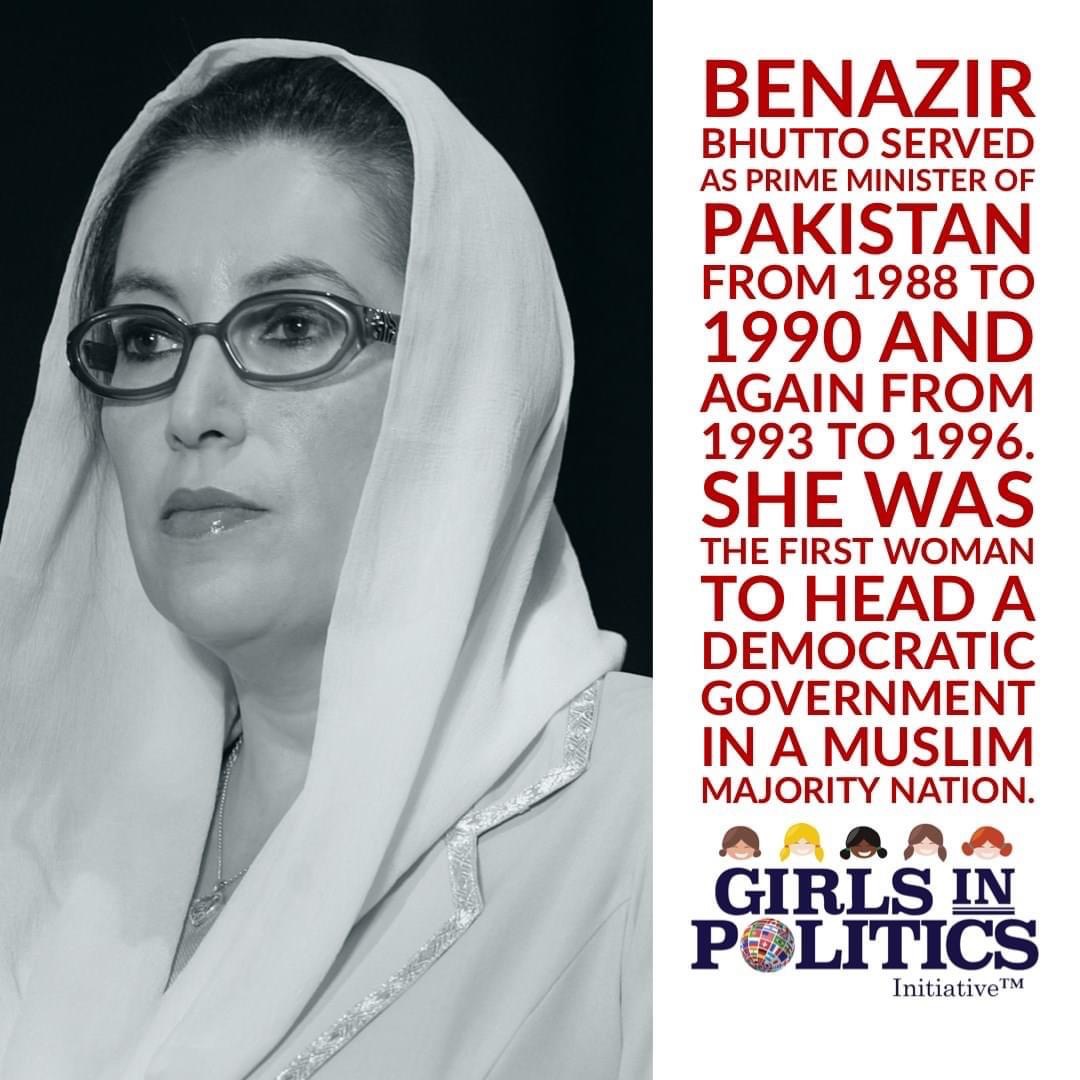 BENAZIR
BHUTTO SERVED
AS PRIME MINISTER OF
PAKISTAN
FROM 1988 TO
1990 AND
AGAIN FROM
1993 TO 1996.
SHE WAS
THE FIRST WOMAN
TO HEAD A
DEMOCRATIC
GOVERNMENT
IN A MUSLIM
MAJORITY NATION.
GIRLS IN
POLITICS
Initiative™